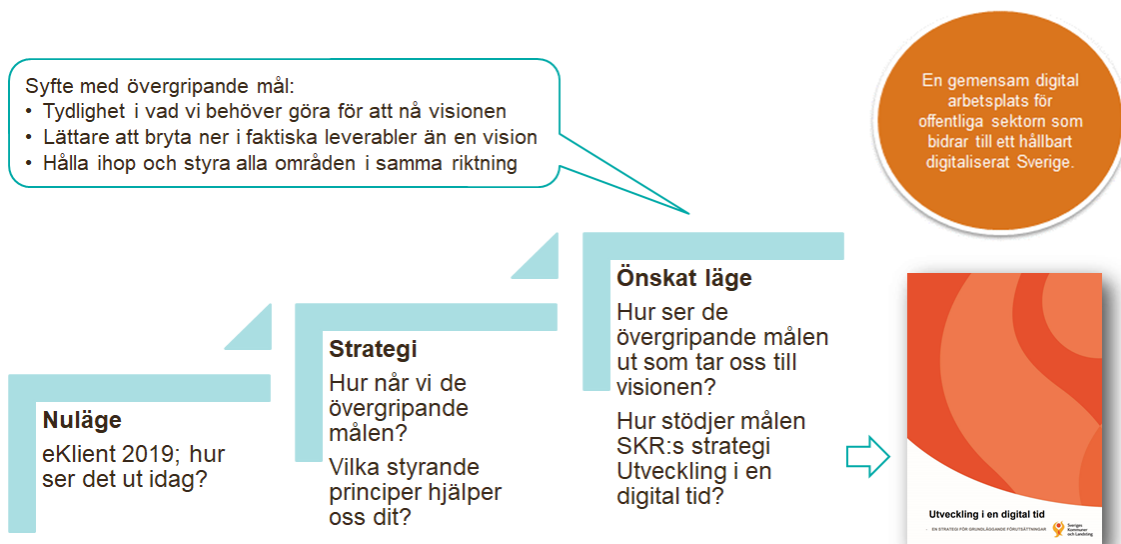 Syfte med övergripande mål:
• Tydlighet i vad vi behöver göra för att nå visionen
• Lättare att bryta ner i faktiska leverabler än en vision
• Hålla ihop och styra alla områden i samma riktning
En gemensam digital
arbetsplats för
offentliga sektorn som
bidrar till ett hållbart
digitaliserat Sverige.
Nuläge
eKlient 2019; hur
ser det ut idag?
Strategi
Hur når vi de
övergripande
målen?
Vilka styrande
principer hjälper
oss dit?
Önskat läge
Hur ser de
övergripande målen
ut som tar oss till
visionen?
Hur stödjer målen
SKR:s strategi
Utveckling i en
digital tid?
Utveckling i en digital tid
- EN STRATEGI FÖR GRUNDLÄGGANDE FÖRUTSÄTTNINGAR
Sveriges
Kommuner
och Landsting